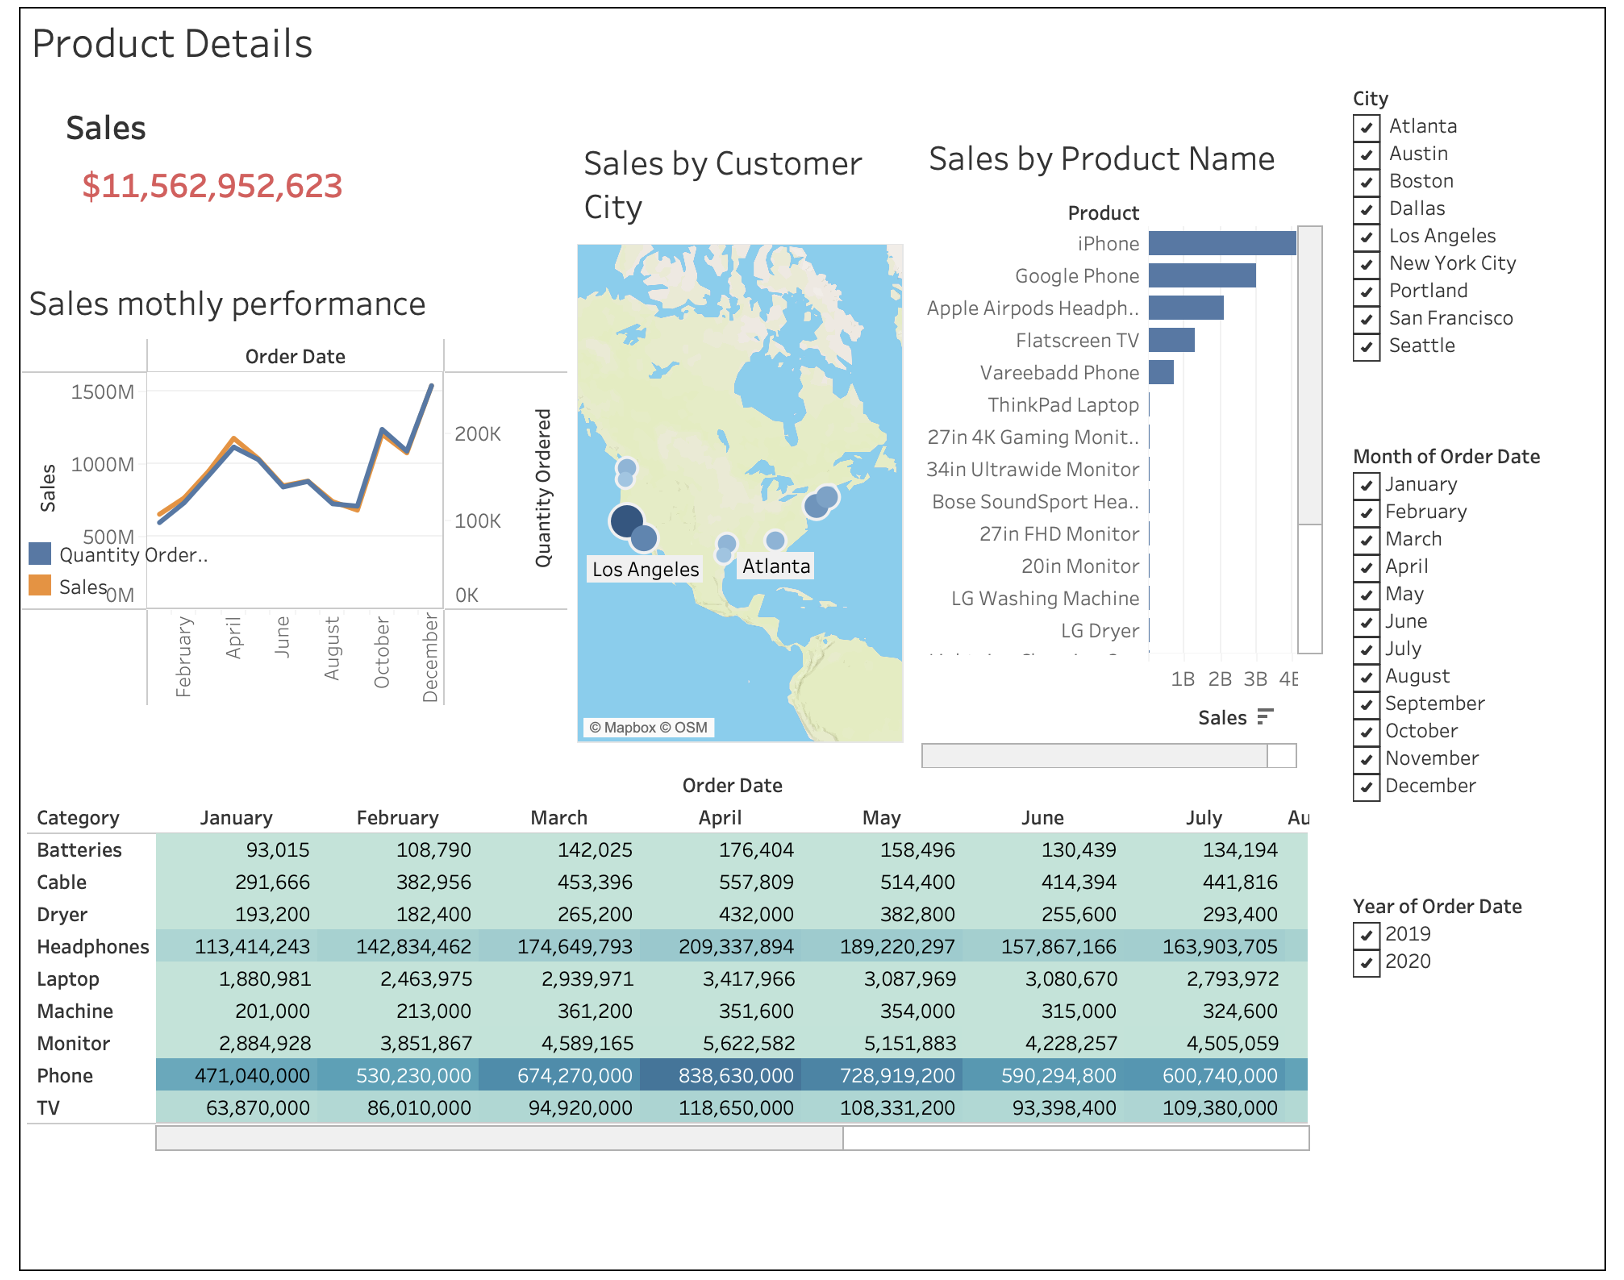 Product Details
Sales
$11,562,952,623
Sales mothly performance
Order Date
1500M
1000M
500M
0M
Sales
200K
100K
0K
Quantity Ordered
Quantity Order..
Sales
February
April
June
August
October
December
Sales by Customer
City
Los Angeles
Atlanta
© Mapbox © OSM
Sales by Product Name
Product
iPhone
Google Phone
Apple Airpods Headph..
Flatscreen TV
Vareebadd Phone
ThinkPad Laptop
27in 4K Gaming Monit..
34in Ultrawide Monitor
Bose SoundSport Hea..
27in FHD Monitor
20in Monitor
LG Washing Machine
LG Dryer
1B 2B 3B 4B
Sales
City
Atlanta
Austin
Boston
Dallas
Los Angeles
New York City
Portland
San Francisco
Seattle
Month of Order Date
January
February
March
April
May
June
July
August
September
October
November
December
Year of Order Date
2019
2020
Order Date
Category January February March April May June July Au
Batteries 93,015 108,790 142,025 176,404 158,496 130,439 134,194
Cable 291,666 382,956 453,396 557,809 514,400 414,394 441,816
Dryer 193,200 182,400 265,200 432,000 382,800 255,600 293,400
Headphones 113,414,243 142,834,462 174,649,793 209,337,894 189,220,297 157,867,166 163,903,705
Laptop 1,880,981 2,463,975 2,939,971 3,417,966 3,087,969 3,080,670 2,793,972
Machine 201,000 213,000 361,200 351,600 354,000 315,000 324,600
Monitor 2,884,928 3,851,867 4,589,165 5,622,582 5,151,883 4,228,257 4,505,059
Phone 471,040,000 530,230,000 674,270,000 838,630,000 728,919,200 590,294,800 600,740,000
TV 63,870,000 86,010,000 94,920,000 118,650,000 108,331,200 93,398,400 109,380,000